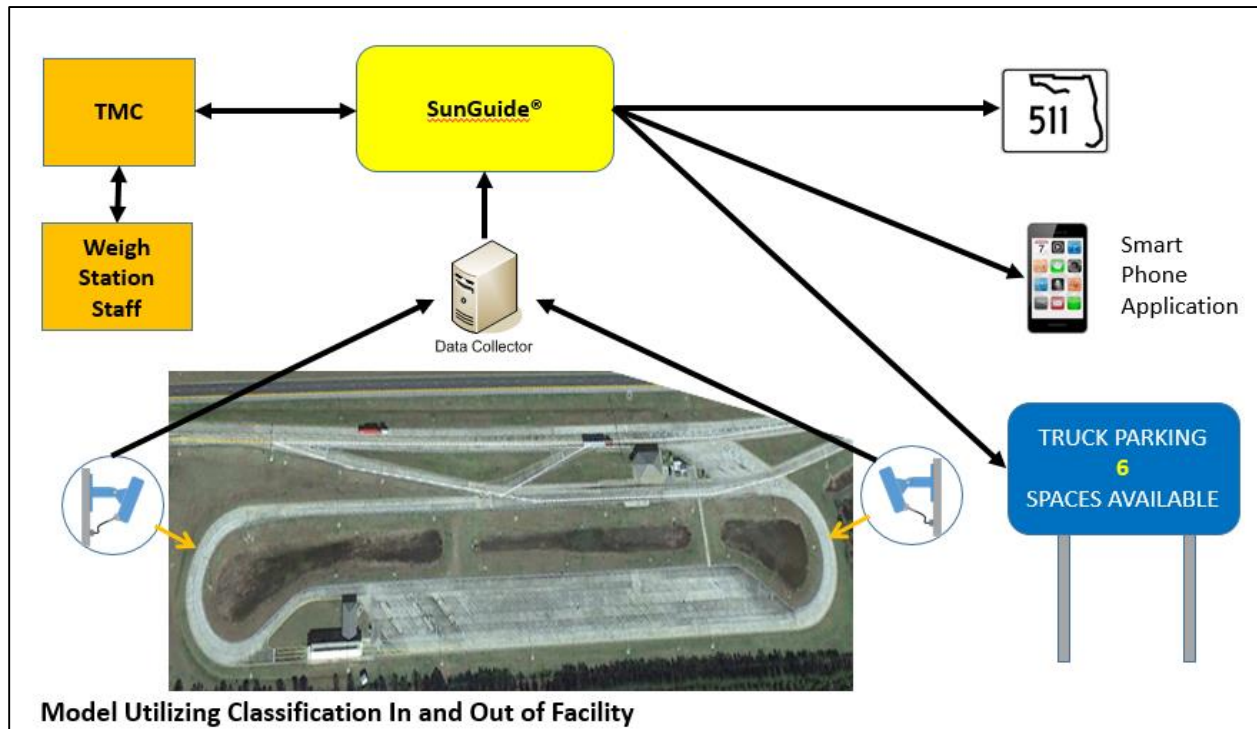 TMC
SunGuide®
511
Weigh
Station
Staff
Data Collector
Smart
Phone
Application
TRUCK PARKING
6
SPACES AVAILABLE
Model Utilizing Classification In and Out of Facility